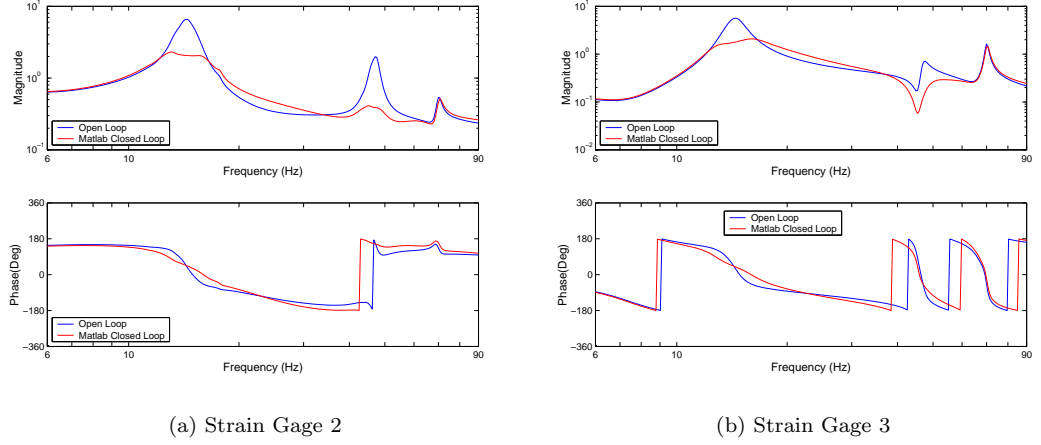 10¹
10⁰
10⁻¹
Magnitude
Open Loop
Matlab Closed Loop
6 10 90
Frequency (Hz)
360
180
0
−180
−360
Phase(Deg)
Open Loop
Matlab Closed Loop
6 10 90
Frequency (Hz)
(a) Strain Gage 2
10¹
10⁰
10⁻¹
10⁻²
Magnitude
Open Loop
Matlab Closed Loop
6 10 90
Frequency (Hz)
360
180
0
−180
−360
Phase(Deg)
Open Loop
Matlab Closed Loop
6 10 90
Frequency (Hz)
(b) Strain Gage 3